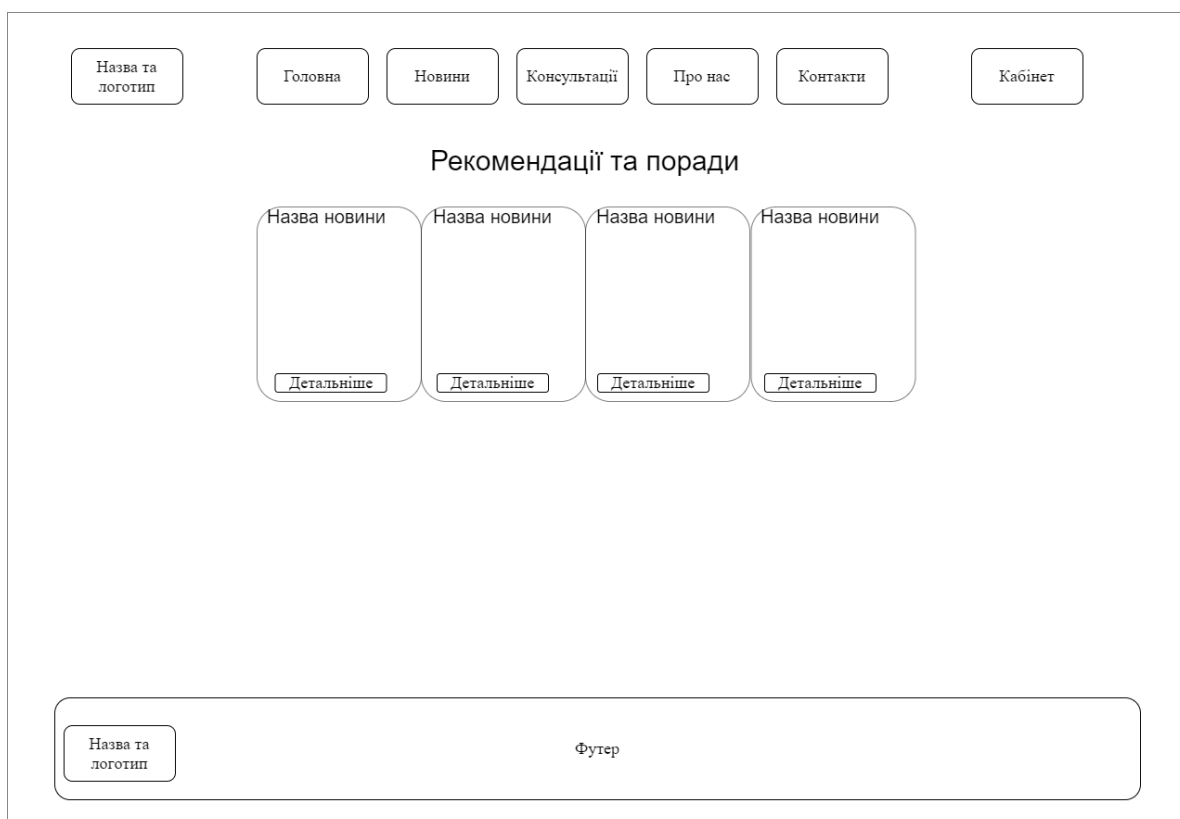 Назва та
логотип
Головна
Новини
Консультації
Про нас
Контакти
Кабінет
Рекомендації та поради
Назва новини
Назва новини
Назва новини
Назва новини
Детальніше
Детальніше
Детальніше
Детальніше
Назва та
логотип
Футер